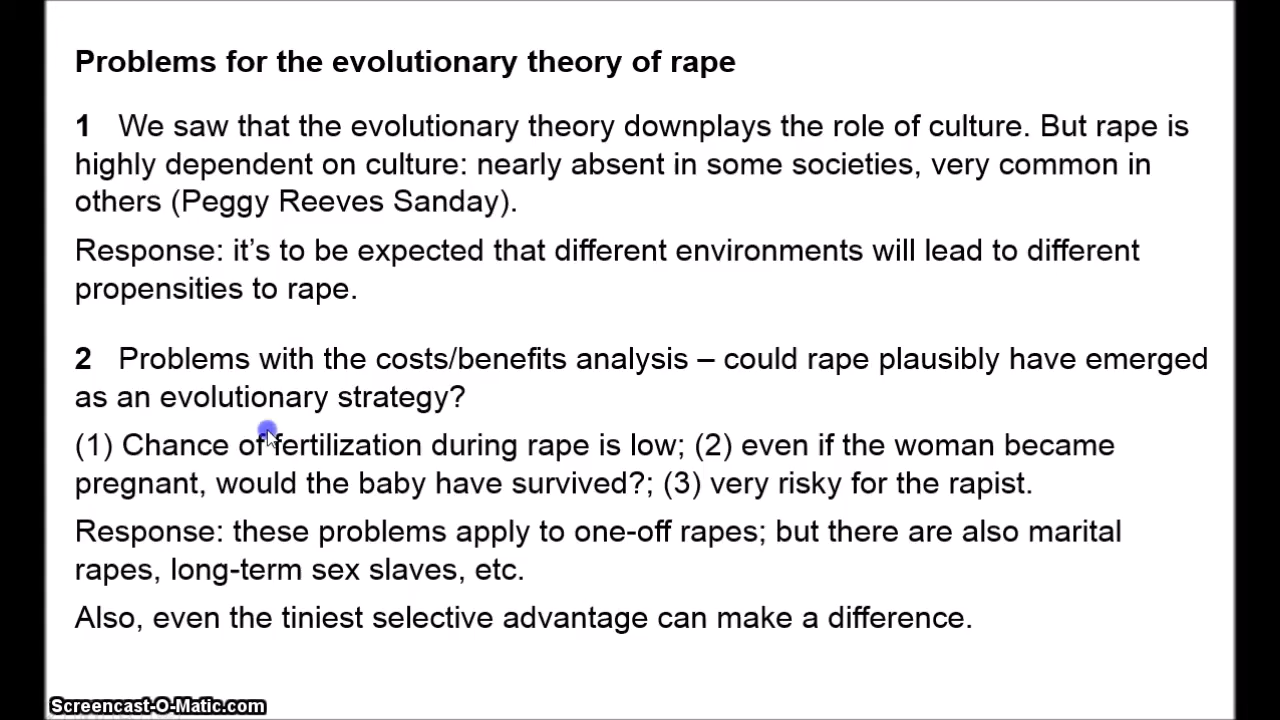 Problems for the evolutionary theory of rape
1 We saw that the evolutionary theory downplays the role of culture. But rape is
highly dependent on culture: nearly absent in some societies, very common in
others (Peggy Reeves Sanday).
Response: it’s to be expected that different environments will lead to different
propensities to rape.
2 Problems with the costs/benefits analysis – could rape plausibly have emerged
as an evolutionary strategy?
(1) Chance of fertilization during rape is low; (2) even if the woman became
pregnant, would the baby have survived?; (3) very risky for the rapist.
Response: these problems apply to one-off rapes; but there are also marital
rapes, long-term sex slaves, etc.
Also, even the tiniest selective advantage can make a difference.
Screencast-O-Matic.com